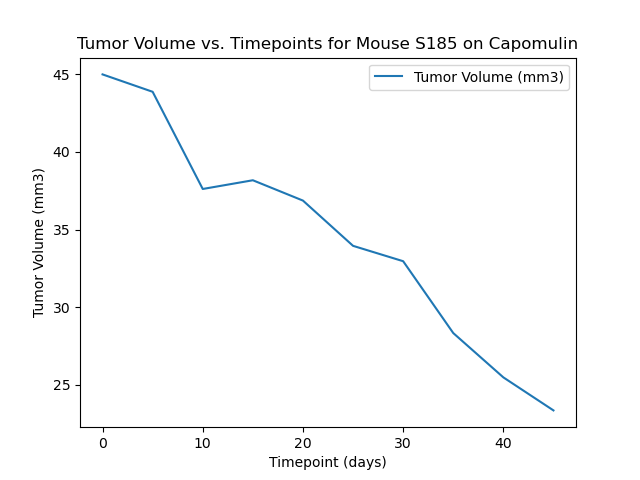 Tumor Volume vs. Timepoints for Mouse S185 on Capomulin
Tumor Volume (mm3)
45
40
35
30
25
Tumor Volume (mm3)
0 10 20 30 40
Timepoint (days)